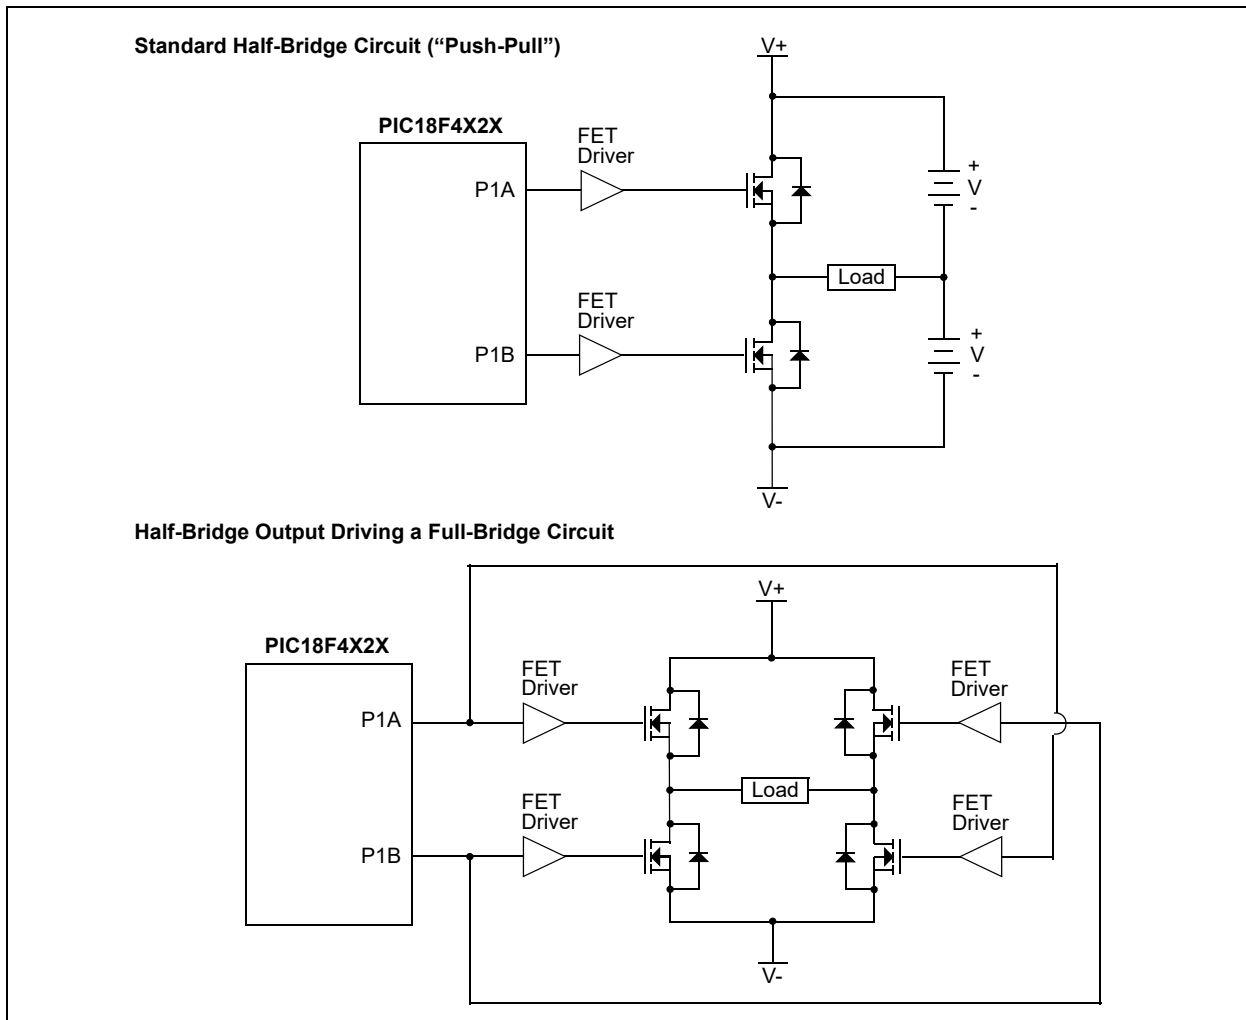 Standard Half-Bridge Circuit (“Push-Pull”)
V+
PIC18F4X2X
FET
Driver
P1A
+
V
-
Load
FET
Driver
P1B
+
V
-
V-
Half-Bridge Output Driving a Full-Bridge Circuit
V+
PIC18F4X2X
FET
Driver
FET
Driver
P1A
Load
FET
Driver
FET
Driver
P1B
V-